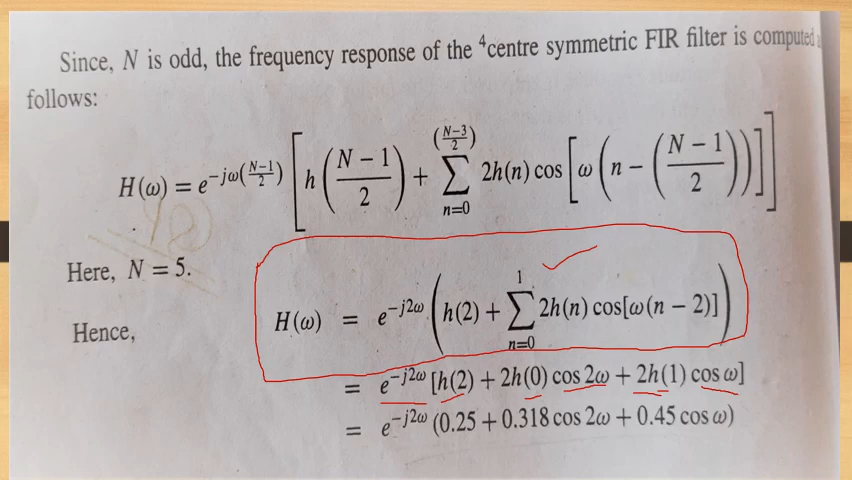 Since, N is odd, the frequency response of the ⁴centre symmetric FIR filter is computed
follows:
H(ω) = e^{-jω((N-1)/2)} [ h((N-1)/2) + \sum_{n=0}^{((N-3)/2)} 2h(n) cos [ ω ( n - ((N-1)/2) ) ] ]
Here, N = 5.
Hence, H(ω) = e^{-j2ω} ( h(2) + \sum_{n=0}^{1} 2h(n) cos[ω(n - 2)] )
= e^{-j2ω} [h(2) + 2h(0) cos 2ω + 2h(1) cos ω]
= e^{-j2ω} (0.25 + 0.318 cos 2ω + 0.45 cos ω)